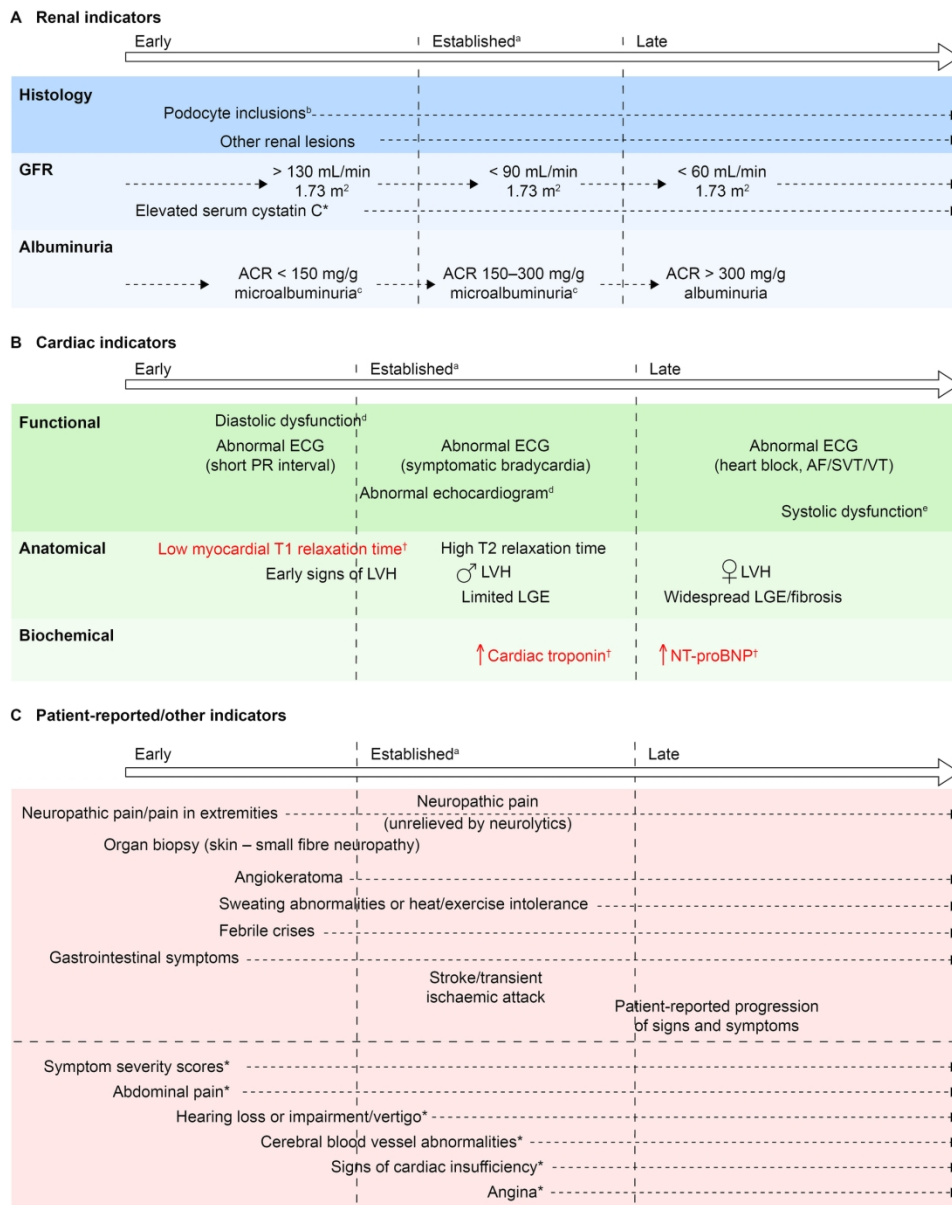 A Renal indicators
Early
Establishedᵃ
Late
Histology
Podocyte inclusionsᵇ
Other renal lesions
GFR
> 130 mL/min
1.73 m²
< 90 mL/min
1.73 m²
< 60 mL/min
1.73 m²
Elevated serum cystatin C*
Albuminuria
ACR < 150 mg/g
microalbuminuriaᶜ
ACR 150–300 mg/g
microalbuminuriaᶜ
ACR > 300 mg/g
albuminuria
B Cardiac indicators
Early
Establishedᵃ
Late
Functional
Diastolic dysfunctionᵈ
Abnormal ECG
(short PR interval)
Abnormal ECG
(symptomatic bradycardia)
Abnormal ECG
(heart block, AF/SVT/VT)
Abnormal echocardiogramᵈ
Systolic dysfunctionᵉ
Anatomical
Low myocardial T1 relaxation time†
High T2 relaxation time
Early signs of LVH
♂ LVH
♀ LVH
Limited LGE
Widespread LGE/fibrosis
Biochemical
↑ Cardiac troponin†
↑ NT-proBNP†
C Patient-reported/other indicators
Early
Establishedᵃ
Late
Neuropathic pain/pain in extremities
Neuropathic pain
(unrelieved by neurolytics)
Organ biopsy (skin – small fibre neuropathy)
Angiokeratoma
Sweating abnormalities or heat/exercise intolerance
Febrile crises
Gastrointestinal symptoms
Stroke/transient
ischaemic attack
Patient-reported progression
of signs and symptoms
Symptom severity scores*
Abdominal pain*
Hearing loss or impairment/vertigo*
Cerebral blood vessel abnormalities*
Signs of cardiac insufficiency*
Angina*